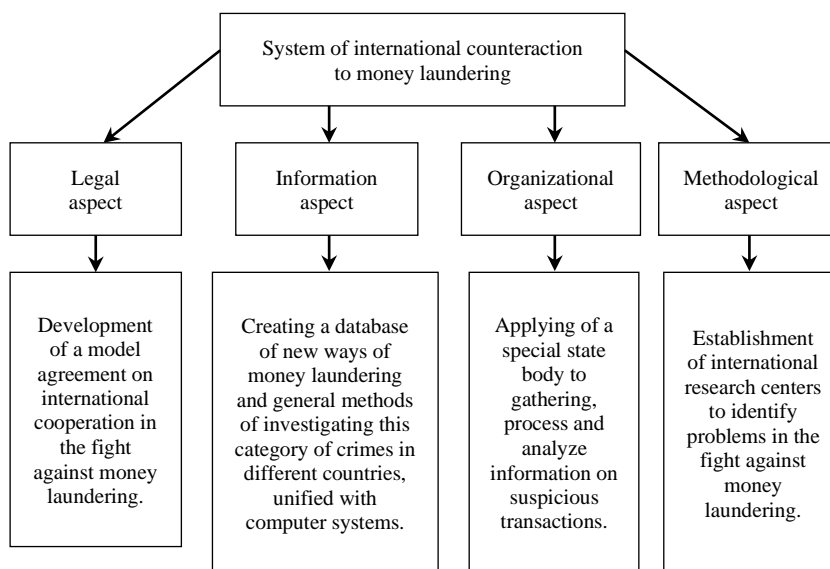 System of international counteraction
to money laundering
Legal
aspect
Information
aspect
Organizational
aspect
Methodological
aspect
Development
of a model
agreement on
international
cooperation in
the fight
against money
laundering.
Creating a database
of new ways of
money laundering
and general methods
of investigating this
category of crimes in
different countries,
unified with
computer systems.
Applying of a
special state
body to
gathering,
process and
analyze
information on
suspicious
transactions.
Establishment
of international
research centers
to identify
problems in the
fight against
money
laundering.